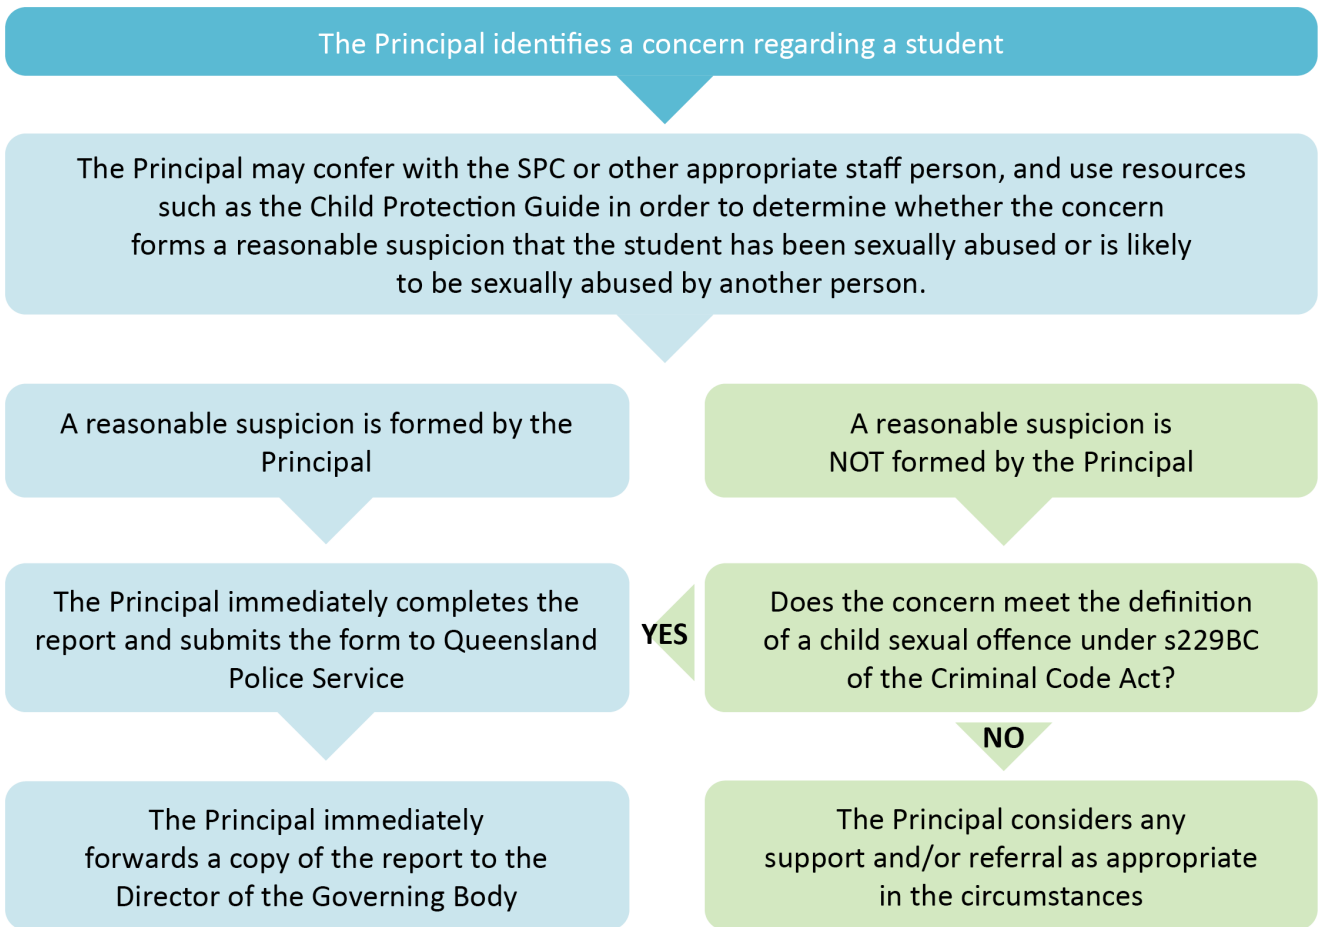 The Principal identifies a concern regarding a student
The Principal may confer with the SPC or other appropriate staff person, and use resources
such as the Child Protection Guide in order to determine whether the concern
forms a reasonable suspicion that the student has been sexually abused or is likely
to be sexually abused by another person.
A reasonable suspicion is formed by the
Principal
A reasonable suspicion is
NOT formed by the Principal
The Principal immediately completes the
report and submits the form to Queensland
Police Service
YES
Does the concern meet the definition
of a child sexual offence under s229BC
of the Criminal Code Act?
NO
The Principal immediately
forwards a copy of the report to the
Director of the Governing Body
The Principal considers any
support and/or referral as appropriate
in the circumstances